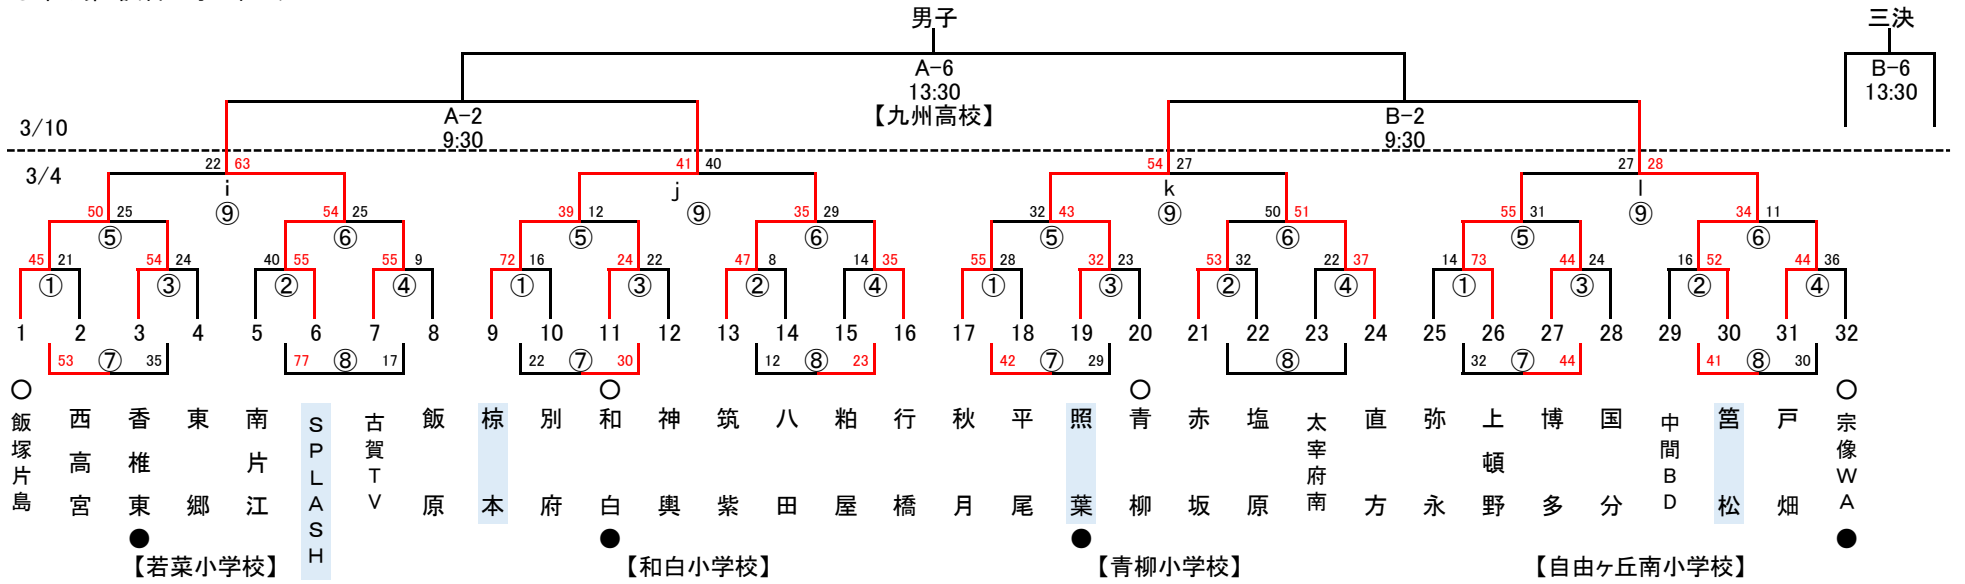 男子
三決
A-6
13:30
【九州高校】
B-6
13:30
A-2
9:30
B-2
9:30
3/10
3/4
22 63 41 40 54 27 27 28
i j k l
⑨ ⑨ ⑨ ⑨
50 25 54 25 39 12 35 29 32 43 50 51 55 31 34 11
⑤ ⑥ ⑤ ⑥ ⑤ ⑥ ⑤ ⑥
45 21 54 24 40 55 55 9 72 16 24 22 47 8 14 35 55 28 32 23 53 32 22 37 14 73 44 24 16 52 44 36
① ③ ② ④ ① ③ ② ④ ① ③ ② ④ ① ③ ② ④
1 2 3 4 5 6 7 8 9 10 11 12 13 14 15 16 17 18 19 20 21 22 23 24 25 26 27 28 29 30 31 32
53 ⑦ 35 77 ⑧ 17 22 ⑦ 30 12 ⑧ 23 42 ⑦ 29 ⑧ 32 ⑦ 44 41 ⑧ 30
○ ○ ○ ○
飯塚片島
西高宮
香椎東
東郷
南片江
SPLASH
古賀TV
飯原
椋本
別府
和白
神興
筑紫
八田
粕屋
行橋
秋月
平尾
照葉
青柳
赤坂
塩原
太宰府南
直方
弥永
上頓野
博多
国分
中間BD
筥松
戸畑
宗像WA
● ● ● ●
【若菜小学校】
【和白小学校】
【青柳小学校】
【自由ヶ丘南小学校】